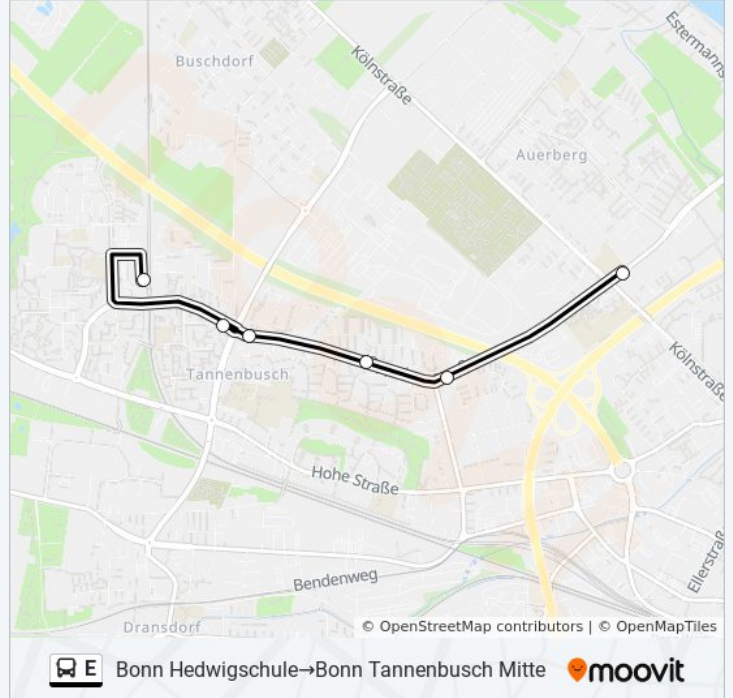 Buschdorf
Kölnstraße
Estermanns
Auerberg
Tannenbusch
Kölnstraße
Hohe Straße
Ellerstraß
Bendenweg
Dransdorf
© OpenStreetMap contributors | © OpenMapTiles
E Bonn Hedwigschule→Bonn Tannenbusch Mitte moovit